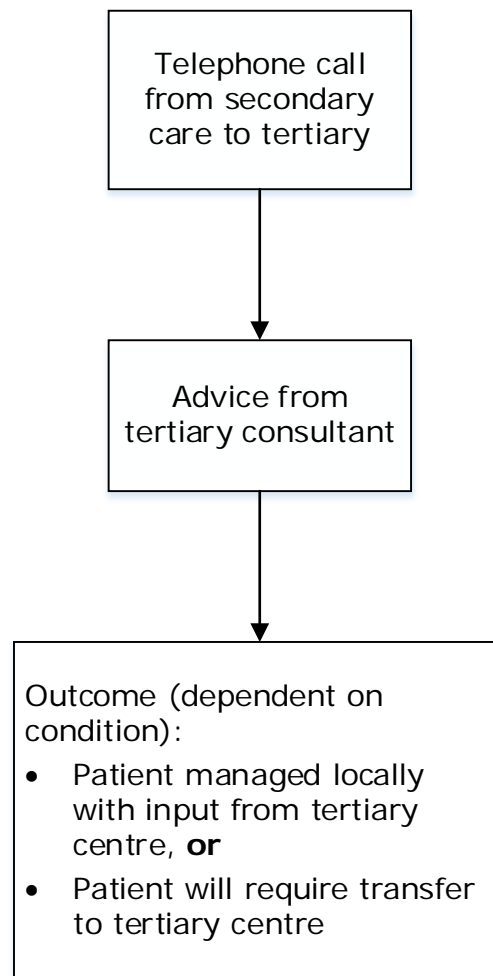 Telephone call
from secondary
care to tertiary
Advice from
tertiary consultant
Outcome (dependent on
condition):
• Patient managed locally
with input from tertiary
centre, or
• Patient will require transfer
to tertiary centre